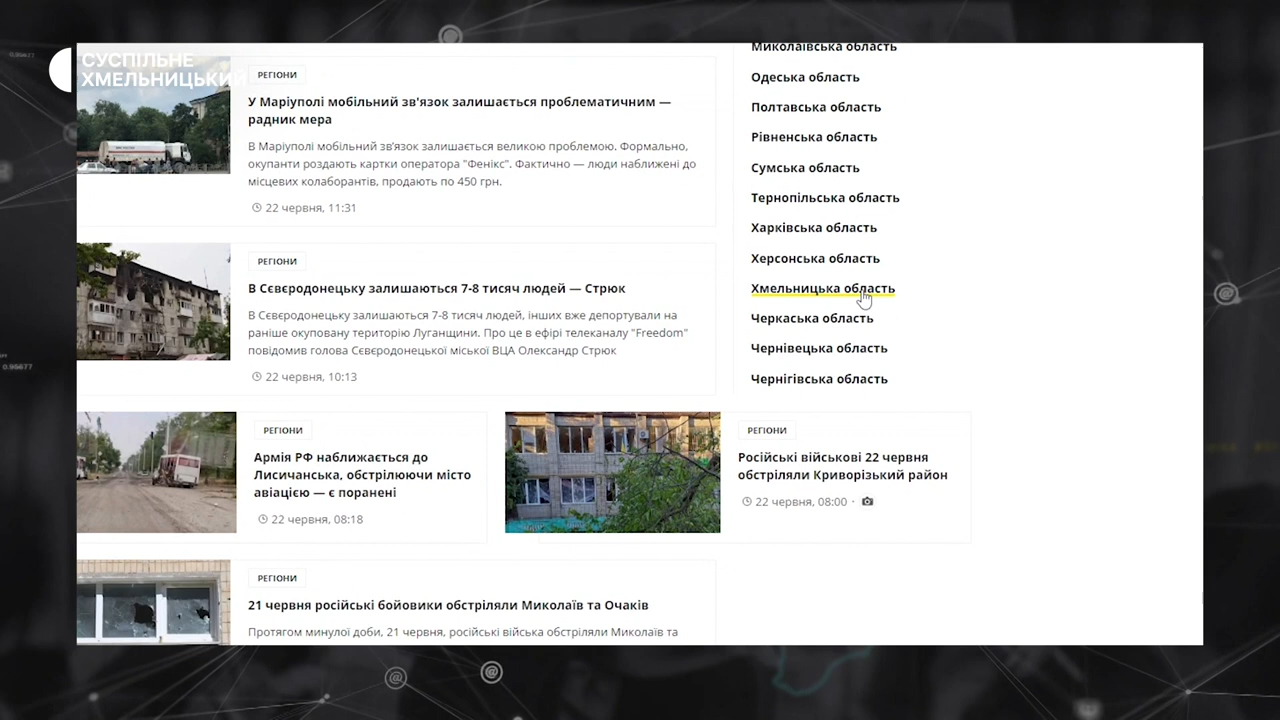 СУСПІЛЬНЕ
ХМЕЛЬНИЦЬКИЙ
РЕГІОНИ
У Маріуполі мобільний зв'язок залишається проблематичним —
радник мера
В Маріуполі мобільний зв'язок залишається великою проблемою. Формально,
окупанти роздають картки оператора "Фенікс". Фактично — люди наближені до
місцевих колаборантів, продають по 450 грн.
22 червня, 11:31
РЕГІОНИ
В Сєвєродонецьку залишаються 7-8 тисяч людей — Стрюк
В Сєвєродонецьку залишаються 7-8 тисяч людей, інших вже депортували на
раніше окуповану територію Луганщини. Про це в ефірі телеканалу "Freedom"
повідомив голова Сєвєродонецької міської ВЦА Олександр Стрюк
22 червня, 10:13
Миколаївська область
Одеська область
Полтавська область
Рівненська область
Сумська область
Тернопільська область
Харківська область
Херсонська область
Хмельницька область
Черкаська область
Чернівецька область
Чернігівська область
РЕГІОНИ
Армія РФ наближається до
Лисичанська, обстрілюючи місто
авіацією — є поранені
22 червня, 08:18
РЕГІОНИ
Російські військові 22 червня
обстріляли Криворізький район
22 червня, 08:00 ·
РЕГІОНИ
21 червня російські бойовики обстріляли Миколаїв та Очаків
Протягом минулої доби, 21 червня, російські війська обстріляли Миколаїв та